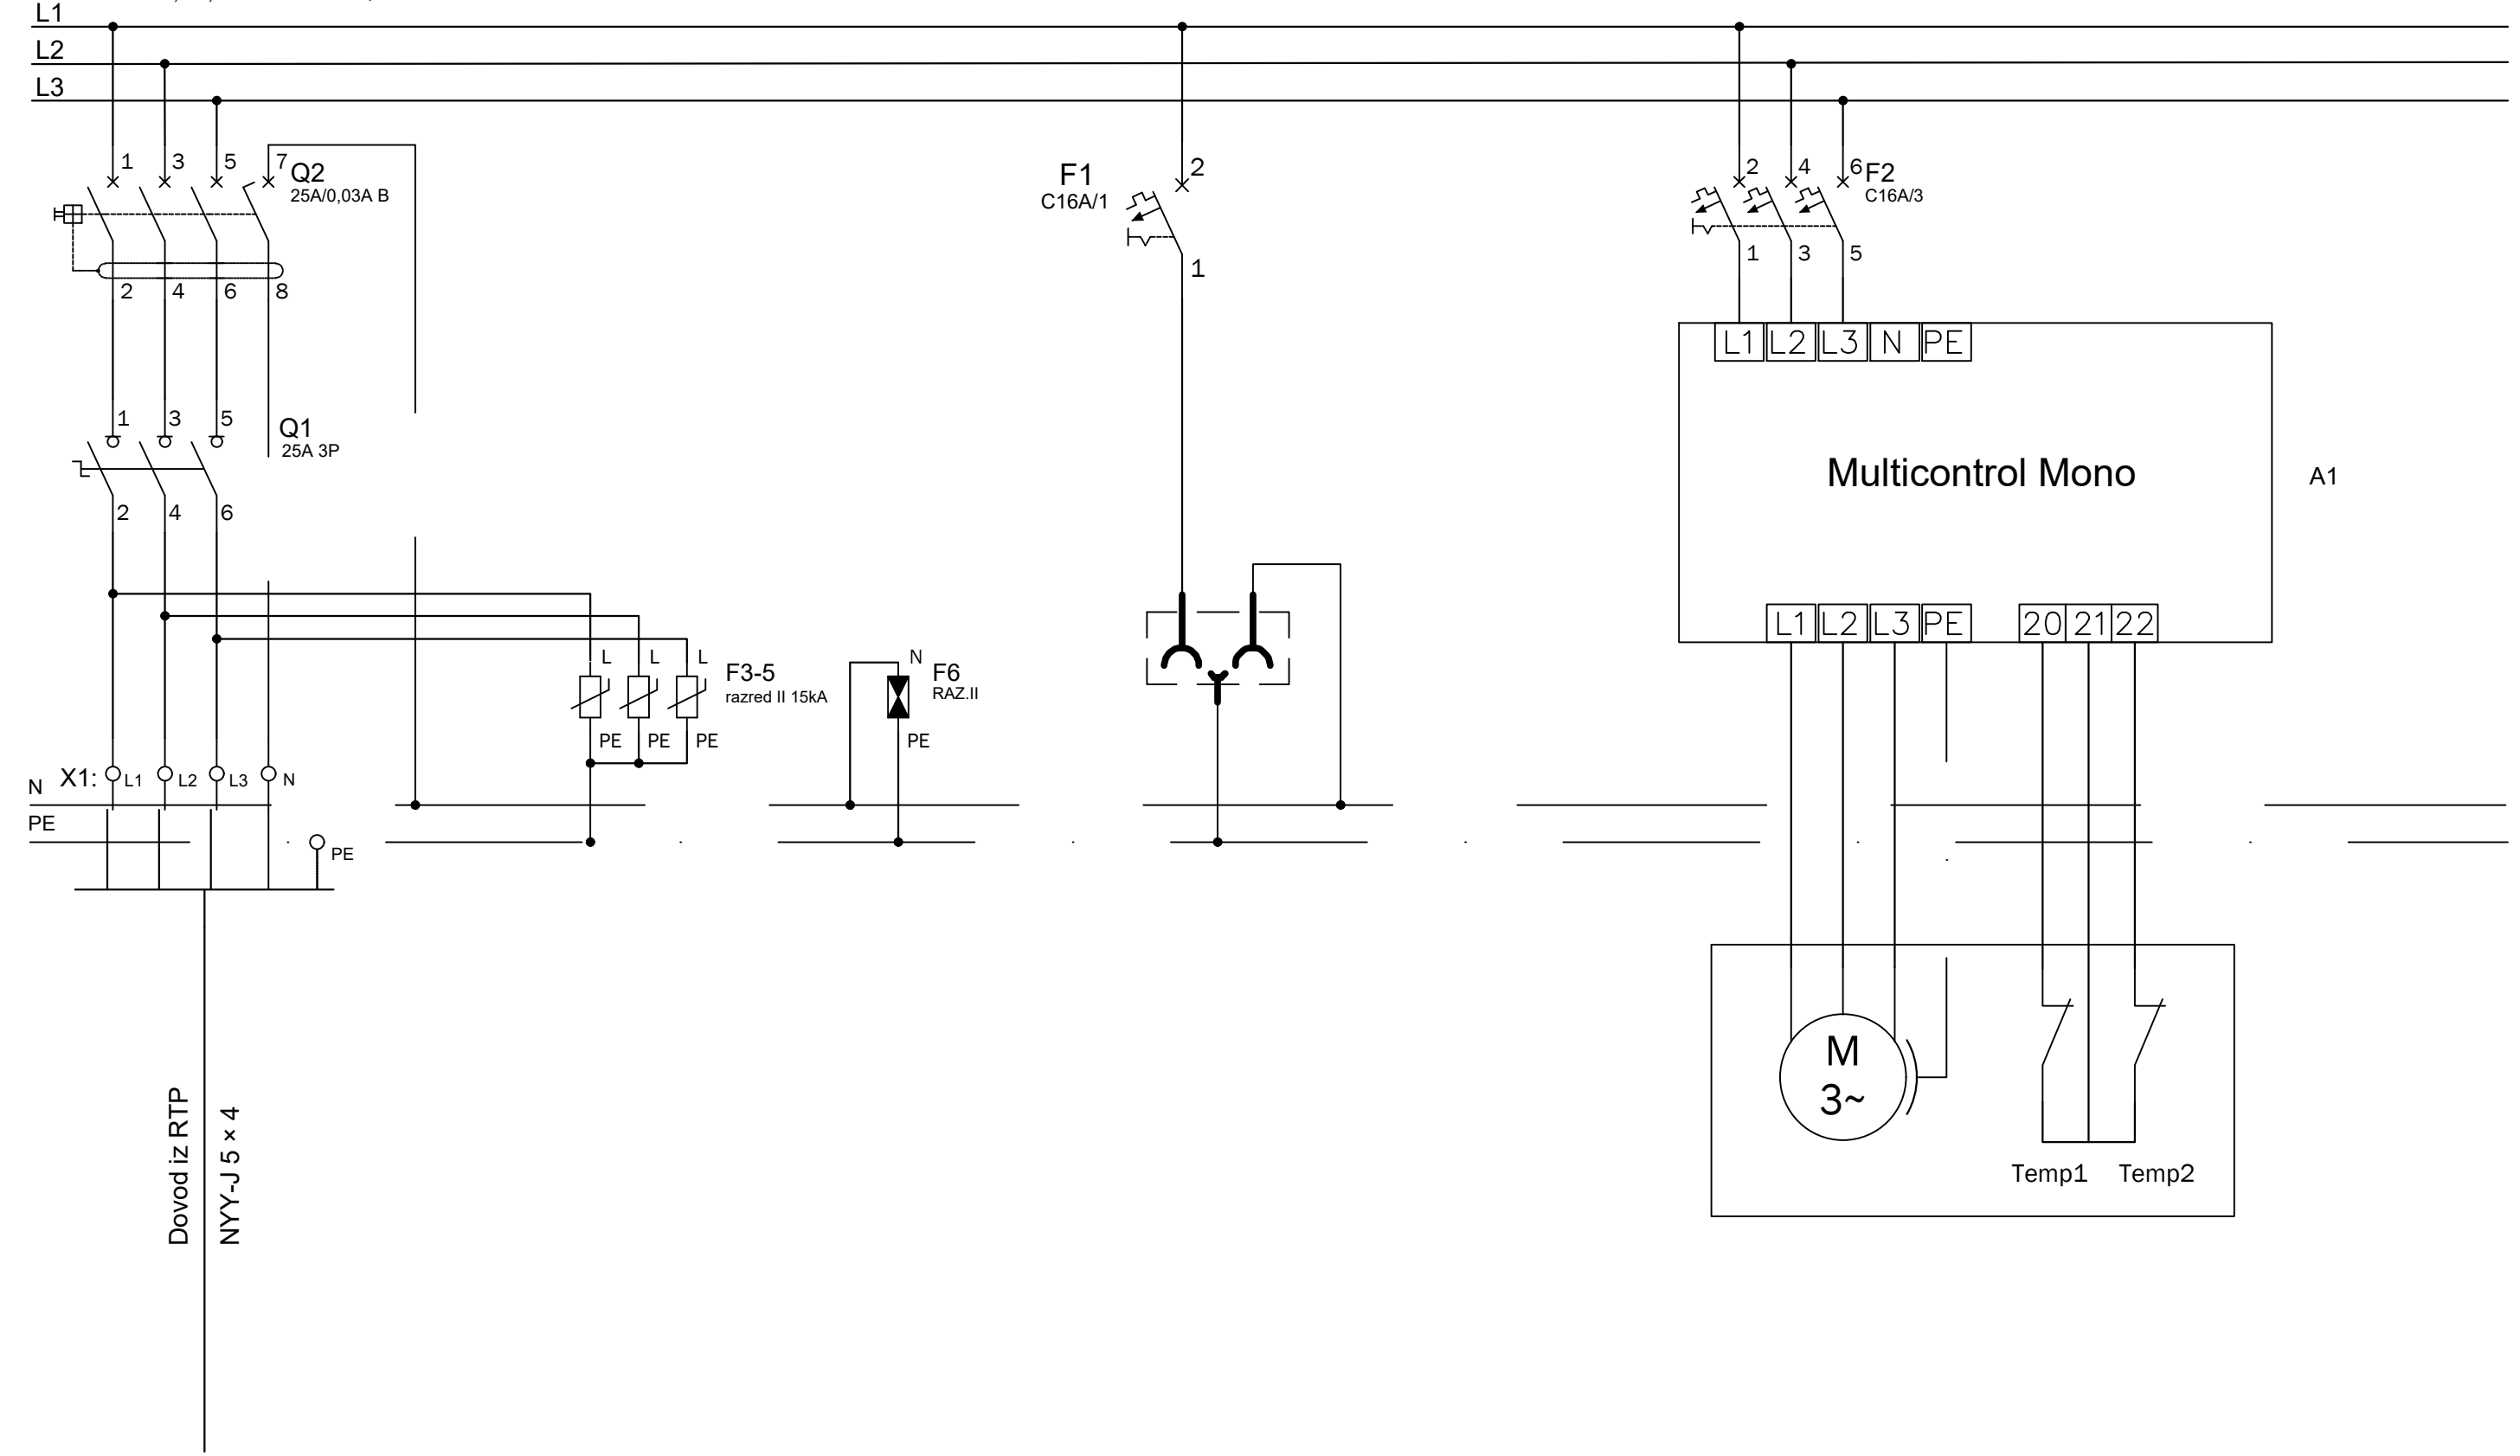 L1
L2
L3
1 3 5 7 Q2
25A/0,03A B
2 4 6 8
1 3 5 Q1
25A 3P
2 4 6
F1
C16A/1
2
1
2 4 6 F2
C16A/3
1 3 5
L1 L2 L3 N PE
Multicontrol Mono
A1
L1 L2 L3 PE 20 21 22
L L L F3-5
razred II 15kA
PE PE PE
N F6
RAZ.II
PE
X1: L1 L2 L3 N
N
PE
PE
Dovod iz RTP
NYY-J 5 × 4
M
3~
Temp1 Temp2